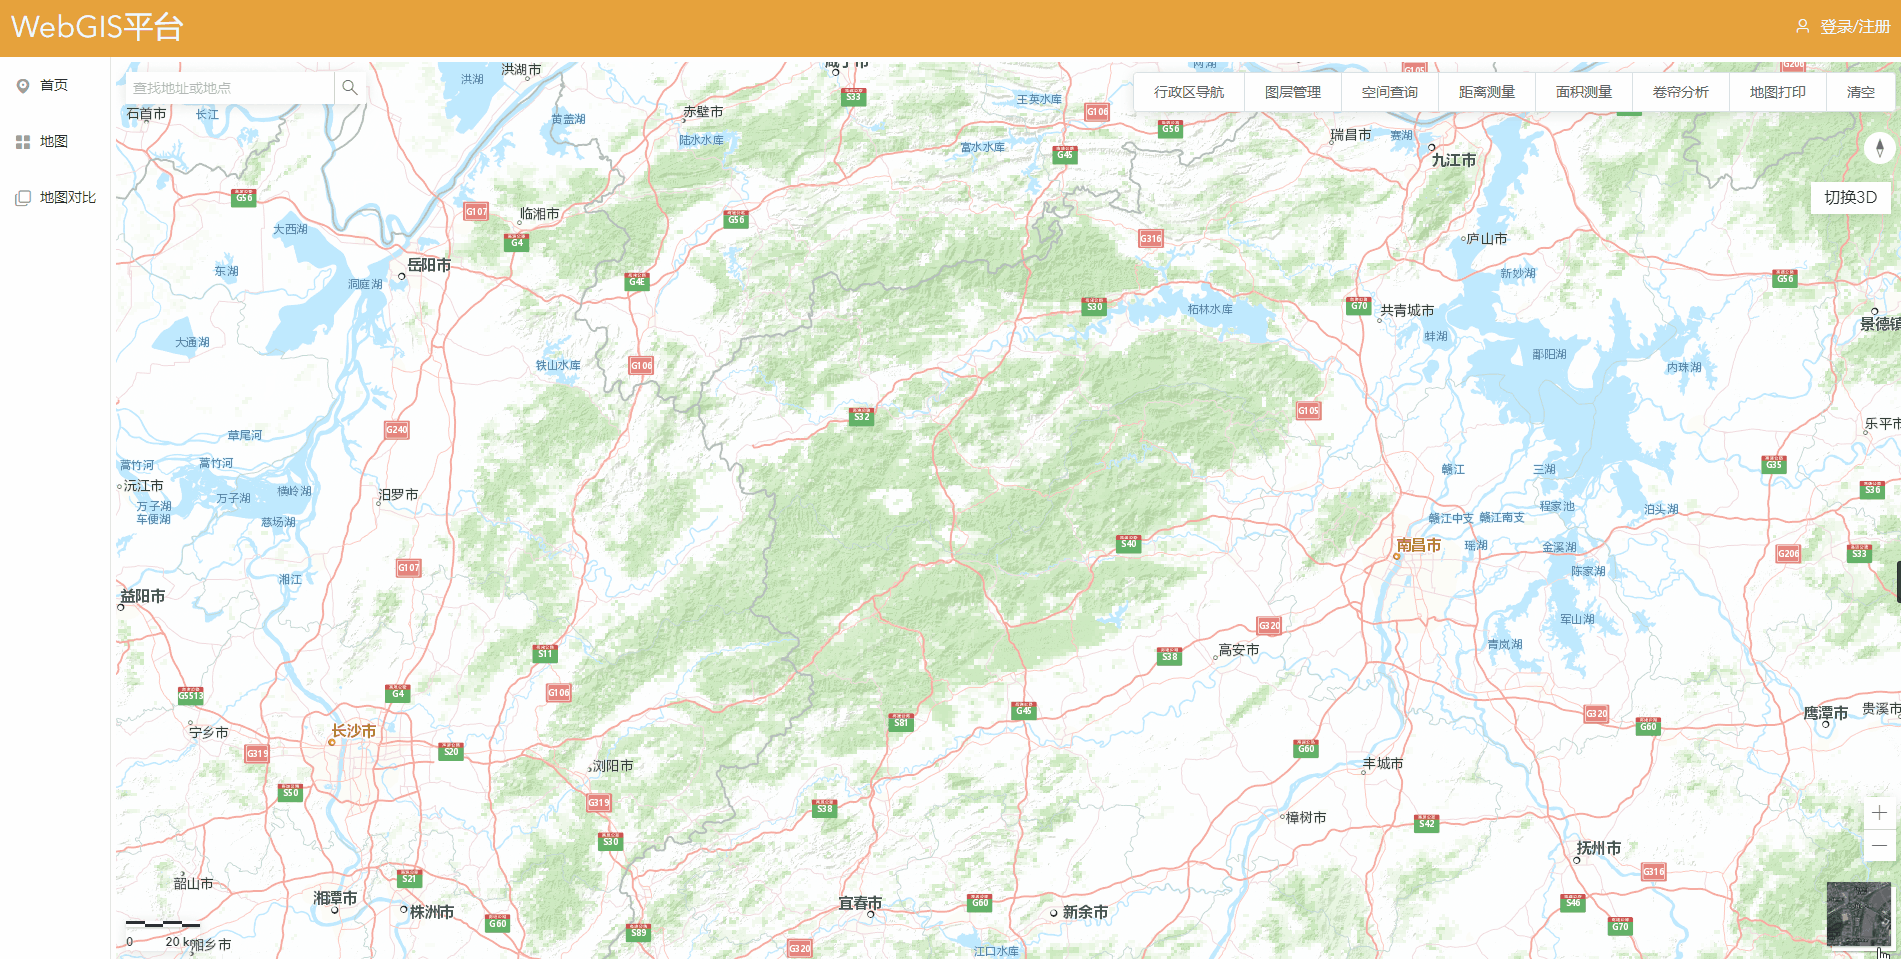 WebGIS平台
登录/注册
首页
地图
地图对比
查找地址或地点
行政区导航
图层管理
空间查询
距离测量
面积测量
卷帘分析
地图打印
清空
切换3D
洪湖
洪湖市
石首市
长江
黄盖湖
赤壁市
陆水水库
S33
王英水库
G106
G56
富水水库
G45
瑞昌市
赛湖
九江市
G56
G107
临湘市
G4
G56
G316
庐山市
大西湖
东湖
岳阳市
洞庭湖
G4E
新妙湖
G56
S30
柘林水库
G70
共青城市
蚌湖
景德镇
大通湖
铁山水库
G106
鄱阳湖
内珠湖
S32
G105
乐平市
G240
草尾河
蒿竹河
蒿竹河
沅江市
万子湖
横岭湖
万子湖
车便湖
慈场湖
汨罗市
赣江
三湖
G35
S36
程家池
泊头湖
赣江中支
赣江南支
S40
南昌市
瑶湖
金溪湖
G206
S33
陈家湖
G107
湘江
益阳市
军山湖
青岚湖
G320
高安市
S38
S11
G106
G5513
G4
G45
S81
G320
G60
鹰潭市
贵溪市
宁乡市
长沙市
G319
S20
G60
浏阳市
丰城市
S50
G319
S38
樟树市
S42
S30
抚州市
G316
韶山市
S21
湘潭市
株洲市
G60
宜春市
G60
新余市
S46
G70
S89
G320
江口水库
0
20 km
湘乡市